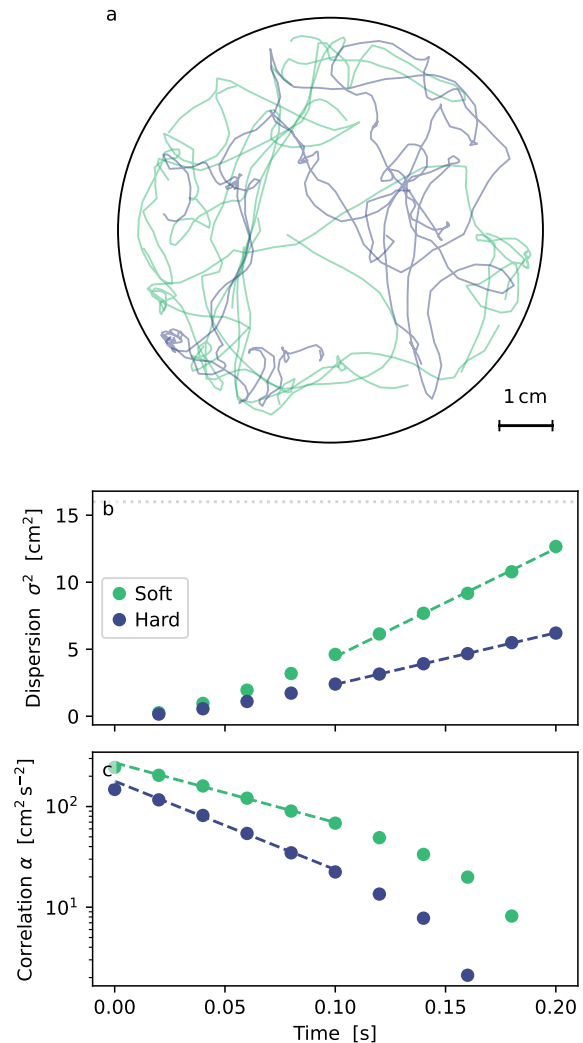 a
1 cm
b
Dispersion σ² [cm²]
15
10
5
0
Soft
Hard
c
Correlation α [cm² s⁻²]
10²
10¹
0.00 0.05 0.10 0.15 0.20
Time [s]